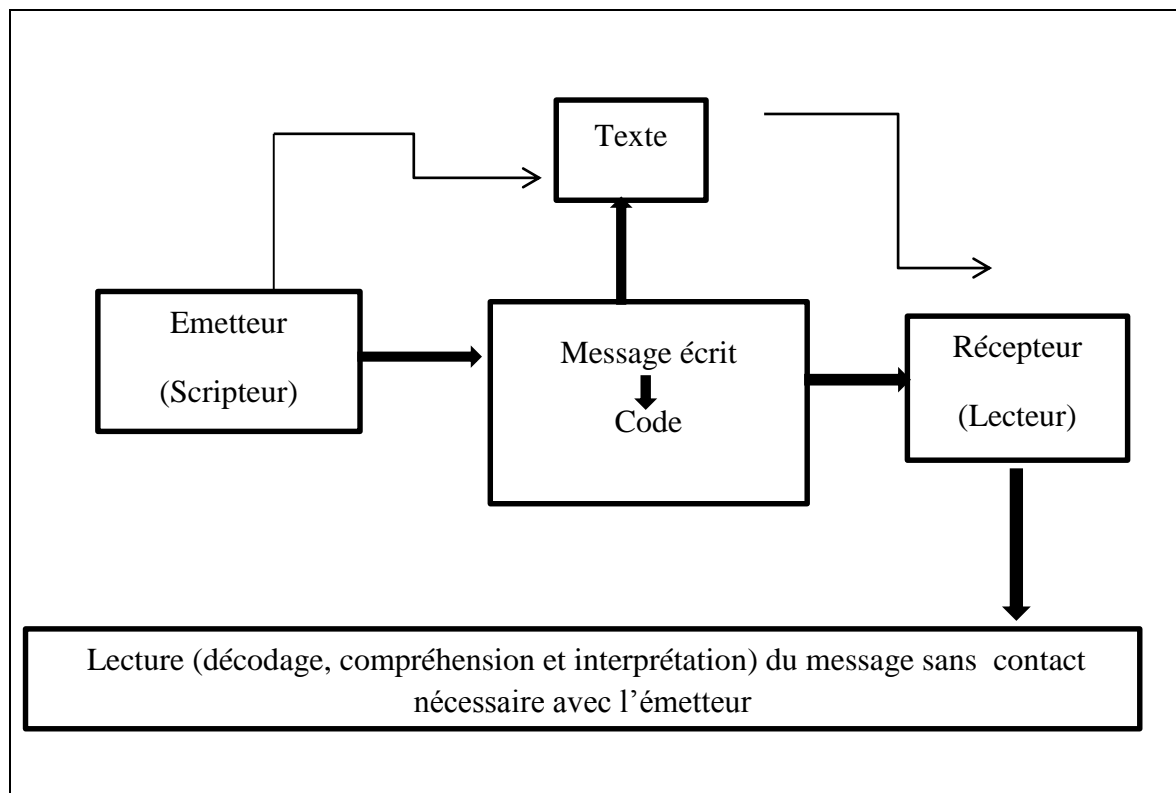 Texte
Emetteur
(Scripteur)
Message écrit
Code
Récepteur
(Lecteur)
Lecture (décodage, compréhension et interprétation) du message sans  contact
nécessaire avec l’émetteur